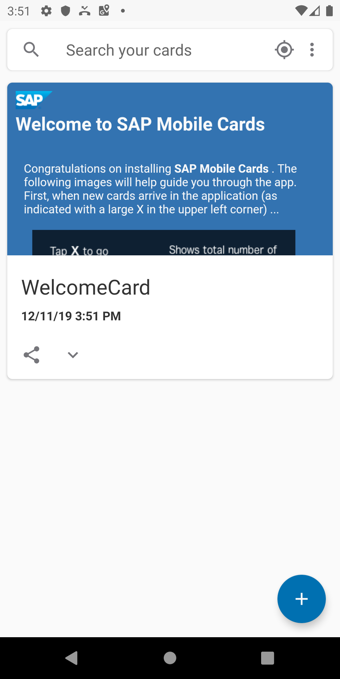 3:51
Search your cards
SAP
Welcome to SAP Mobile Cards
Congratulations on installing SAP Mobile Cards . The
following images will help guide you through the app.
First, when new cards arrive in the application (as
indicated with a large X in the upper left corner) ...
Tap X to go
Shows total number of
WelcomeCard
12/11/19 3:51 PM